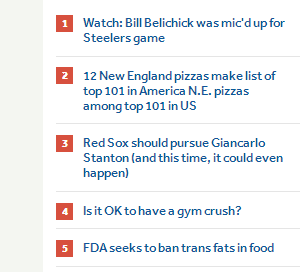 1 Watch: Bill Belichick was mic'd up for
Steelers game
2 12 New England pizzas make list of
top 101 in America N.E. pizzas
among top 101 in US
3 Red Sox should pursue Giancarlo
Stanton (and this time, it could even
happen)
4 Is it OK to have a gym crush?
5 FDA seeks to ban trans fats in food